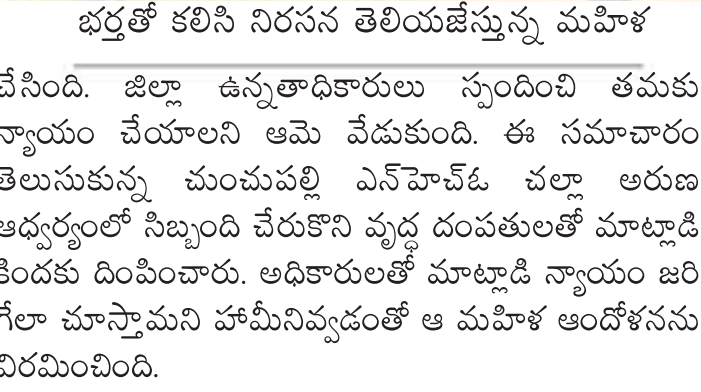 భర్తతో కలిసి నిరసన తెలియజేస్తున్న మహిళ
చేసింది. జిల్లా ఉన్నతాధికారులు స్పందించి తమకు
న్యాయం చేయాలని ఆమె వేడుకుంది. ఈ సమాచారం
తెలుసుకున్న చుంచుపల్లి ఎన్‌హెచ్‌ఓ చల్లా అరుణ
ఆధ్వర్యంలో సిబ్బంది చేరుకొని వృద్ధ దంపతులతో మాట్లాడి
కిందకు దింపించారు. అధికారులతో మాట్లాడి న్యాయం జరి
గేలా చూస్తామని హామీనివ్వడంతో ఆ మహిళ ఆందోళనను
విరమించింది.